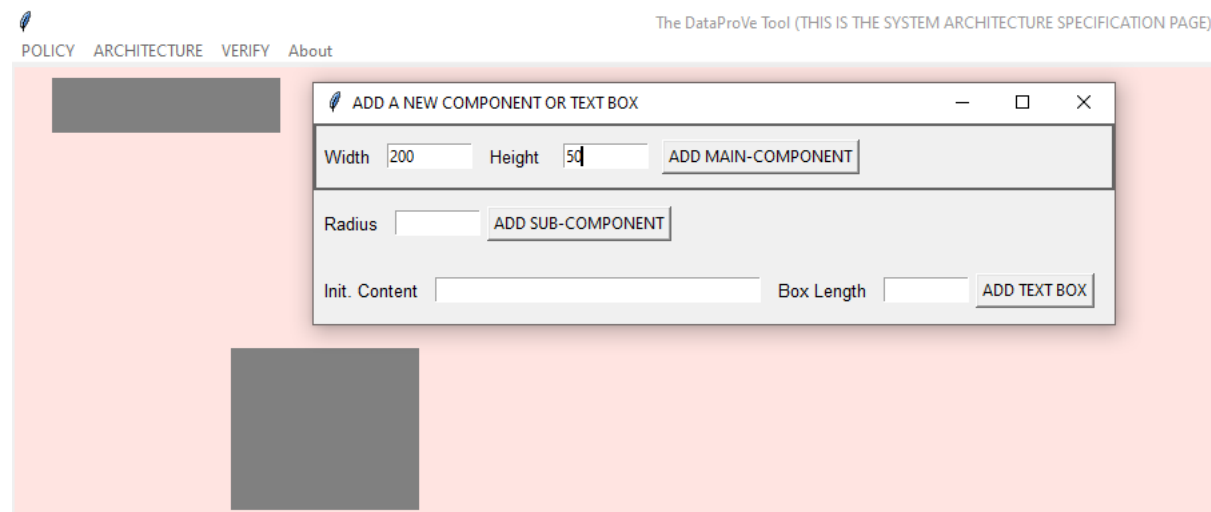 The DataProVe Tool (THIS IS THE SYSTEM ARCHITECTURE SPECIFICATION PAGE)
POLICY ARCHITECTURE VERIFY About
ADD A NEW COMPONENT OR TEXT BOX
Width 200 Height 50 ADD MAIN-COMPONENT
Radius ADD SUB-COMPONENT
Init. Content Box Length ADD TEXT BOX